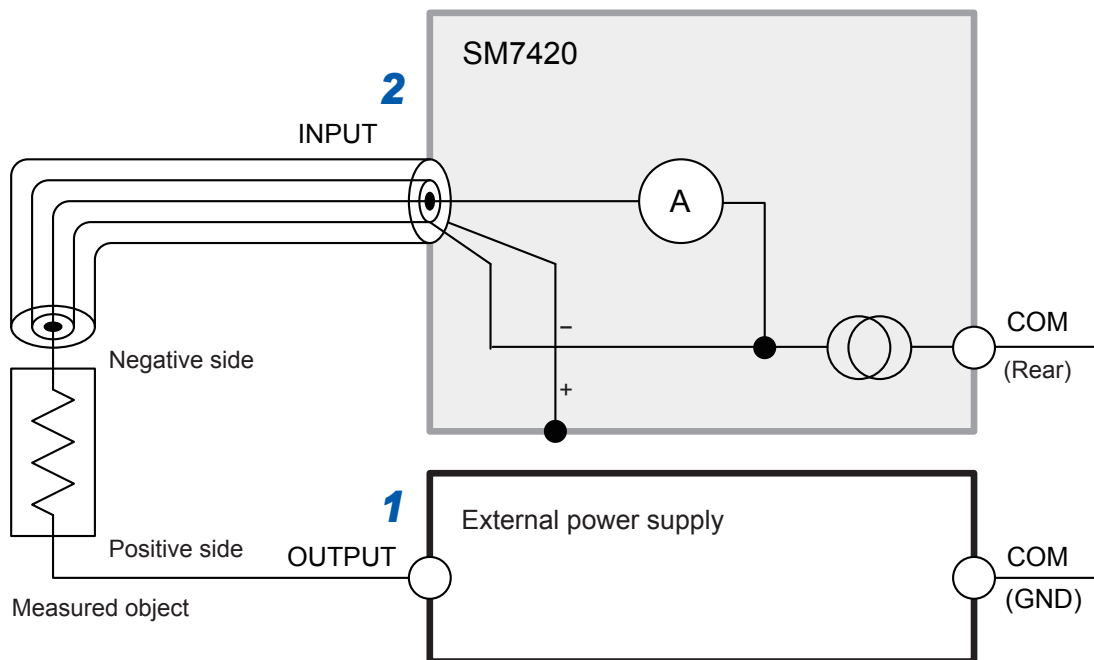 SM7420
2
INPUT
A
COM
(Rear)
−
+
Negative side
1
External power supply
Positive side
OUTPUT
COM
(GND)
Measured object